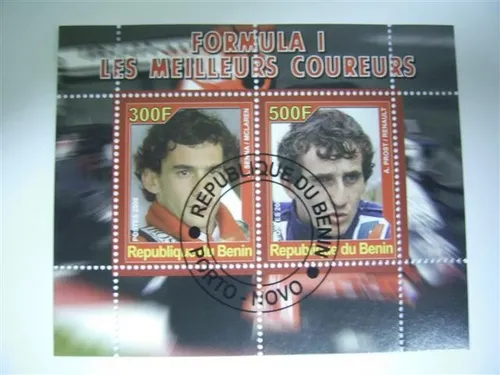 FORMULA I
LES MEILLEURS COUREURS
300F
SENNA / MCLAREN
Republique du Benin
500F
A. PROST / RENAULT
Republique du Benin
REPUBLIQUE DU BENIN
PORTO - NOVO